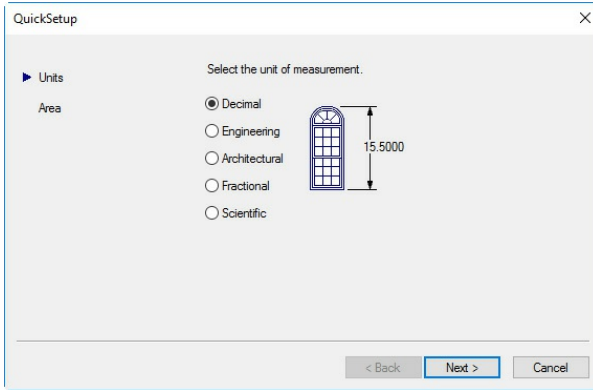 QuickSetup
Units
Area
Select the unit of measurement.
Decimal
Engineering
Architectural
Fractional
Scientific
15.5000
< Back
Next >
Cancel